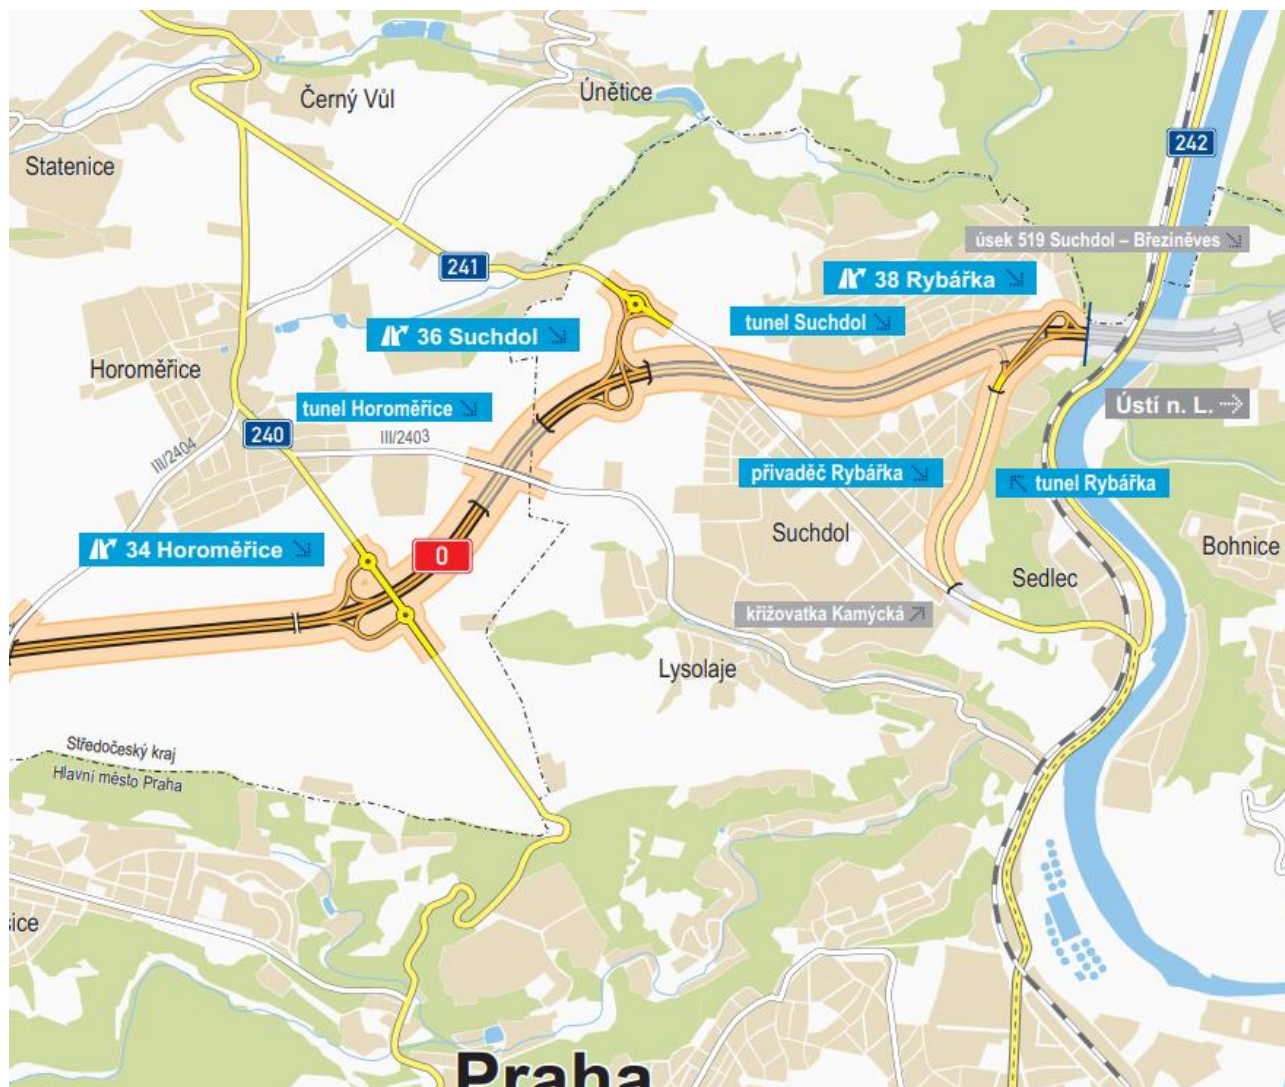 Černý Vůl
Únětice
242
Statenice
úsek 519 Suchdol – Březiněves
241
38 Rybářka
tunel Suchdol
36 Suchdol
Horoměřice
Ústí n. L.
tunel Horoměřice
240
III/2403
III/2404
přivaděč Rybářka
tunel Rybářka
Suchdol
34 Horoměřice
0
Bohnice
Sedlec
křižovatka Kamýcká
Lysolaje
Středočeský kraj
Hlavní město Praha
ice
Praha